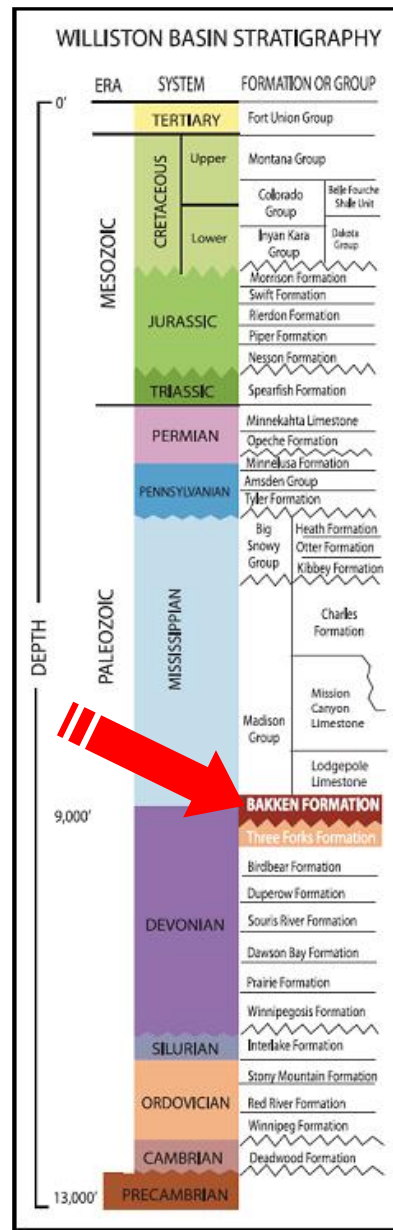 WILLISTON BASIN STRATIGRAPHY
ERA SYSTEM FORMATION OR GROUP
0'
TERTIARY Fort Union Group
MESOZOIC
CRETACEOUS
Upper Montana Group
Colorado Group
Belle Fourche Shale Unit
Lower
Inyan Kara Group
Dakota Group
JURASSIC
Morrison Formation
Swift Formation
Rierdon Formation
Piper Formation
Nesson Formation
TRIASSIC Spearfish Formation
PALEOZOIC
PERMIAN
Minnekahta Limestone
Opeche Formation
PENNSYLVANIAN
Minnelusa Formation
Amsden Group
Tyler Formation
MISSISSIPPIAN
Big Snowy Group
Heath Formation
Otter Formation
Kibbey Formation
Madison Group
Charles Formation
Mission Canyon Limestone
Lodgepole Limestone
DEPTH
BAKKEN FORMATION
9,000'
Three Forks Formation
DEVONIAN
Birdbear Formation
Duperow Formation
Souris River Formation
Dawson Bay Formation
Prairie Formation
Winnipegosis Formation
SILURIAN Interlake Formation
ORDOVICIAN
Stony Mountain Formation
Red River Formation
Winnipeg Formation
CAMBRIAN Deadwood Formation
13,000' PRECAMBRIAN